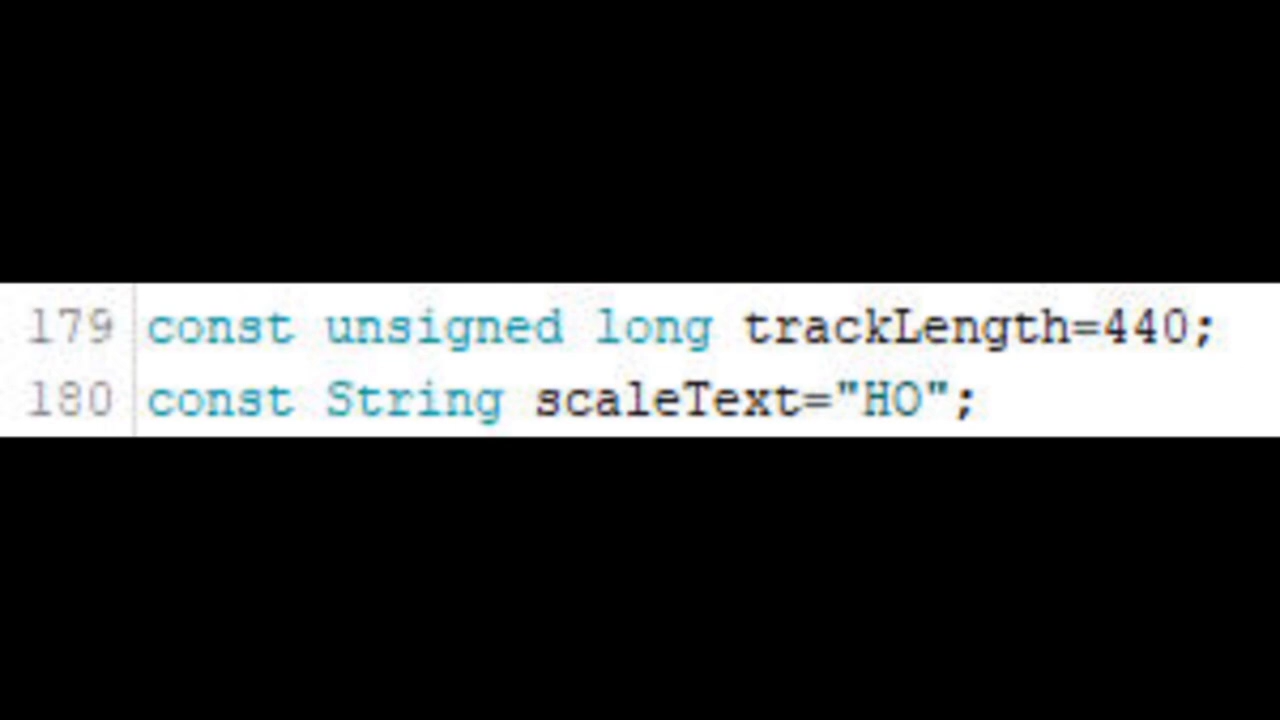 179 const unsigned long trackLength=440;
180 const String scaleText="HO";